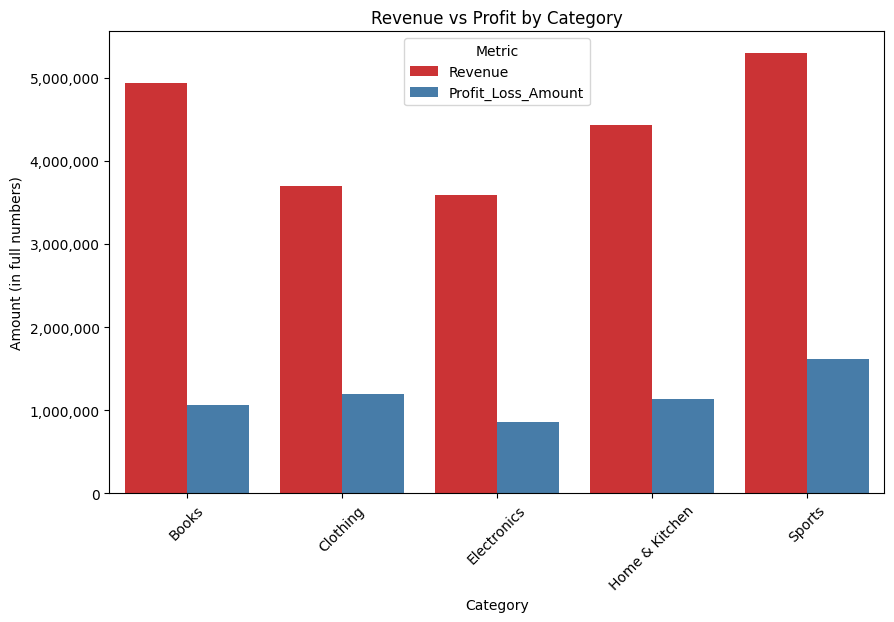 Revenue vs Profit by Category
Metric
Revenue
Profit_Loss_Amount
Amount (in full numbers)
5,000,000
4,000,000
3,000,000
2,000,000
1,000,000
0
Books
Clothing
Electronics
Home & Kitchen
Sports
Category